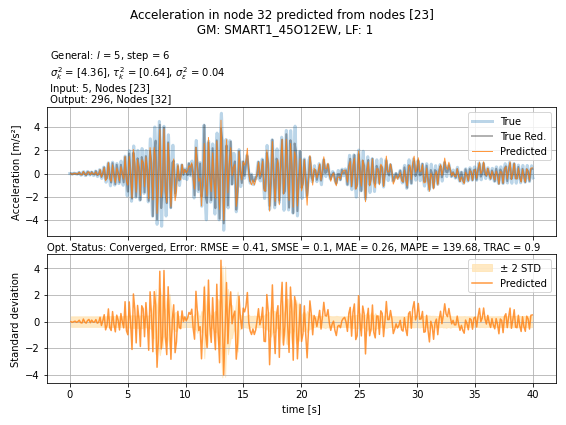 Acceleration in node 32 predicted from nodes [23]
GM: SMART1_45O12EW, LF: 1
General: l = 5, step = 6
σ²ₖ = [4.36], τ²ₖ = [0.64], σ²ε = 0.04
Input: 5, Nodes [23]
Output: 296, Nodes [32]
Acceleration [m/s²]
4
2
0
−2
−4
True
True Red.
Predicted
Opt. Status: Converged, Error: RMSE = 0.41, SMSE = 0.1, MAE = 0.26, MAPE = 139.68, TRAC = 0.9
Standard deviation
4
2
0
−2
−4
± 2 STD
Predicted
0 5 10 15 20 25 30 35 40
time [s]